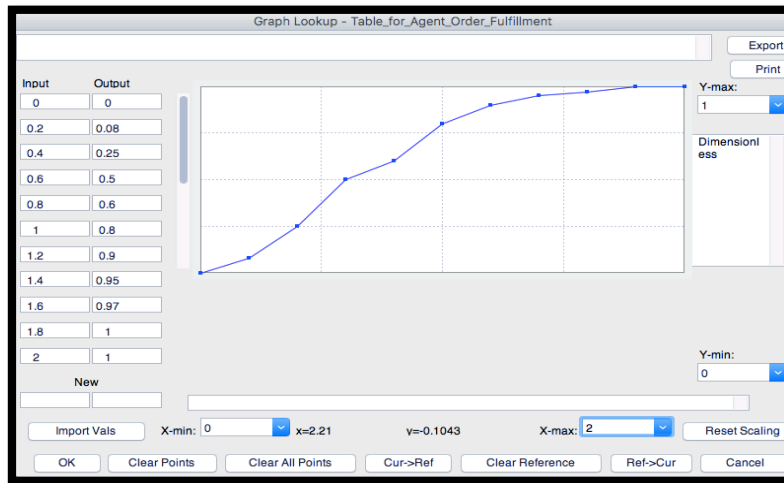 Graph Lookup - Table_for_Agent_Order_Fulfillment
Export
Print
Input Output
Y-max:
0 0
1
0.2 0.08
Dimensionl
ess
0.4 0.25
0.6 0.5
0.8 0.6
1 0.8
1.2 0.9
1.4 0.95
1.6 0.97
1.8 1
2 1
Y-min:
0
New
Import Vals X-min: 0 x=2.21 y=-0.1043 X-max: 2 Reset Scaling
OK Clear Points Clear All Points Cur->Ref Clear Reference Ref->Cur Cancel